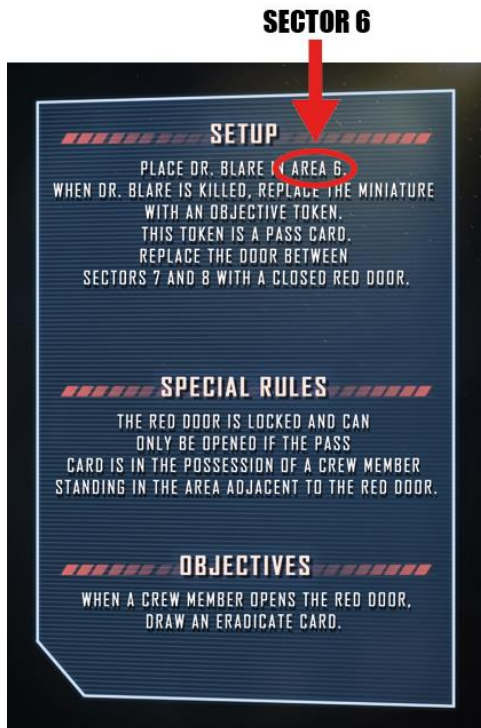 SECTOR 6
SETUP
PLACE DR. BLARE IN AREA 6.
WHEN DR. BLARE IS KILLED, REPLACE THE MINIATURE
WITH AN OBJECTIVE TOKEN.
THIS TOKEN IS A PASS CARD.
REPLACE THE DOOR BETWEEN
SECTORS 7 AND 8 WITH A CLOSED RED DOOR.
SPECIAL RULES
THE RED DOOR IS LOCKED AND CAN
ONLY BE OPENED IF THE PASS
CARD IS IN THE POSSESSION OF A CREW MEMBER
STANDING IN THE AREA ADJACENT TO THE RED DOOR.
OBJECTIVES
WHEN A CREW MEMBER OPENS THE RED DOOR,
DRAW AN ERADICATE CARD.